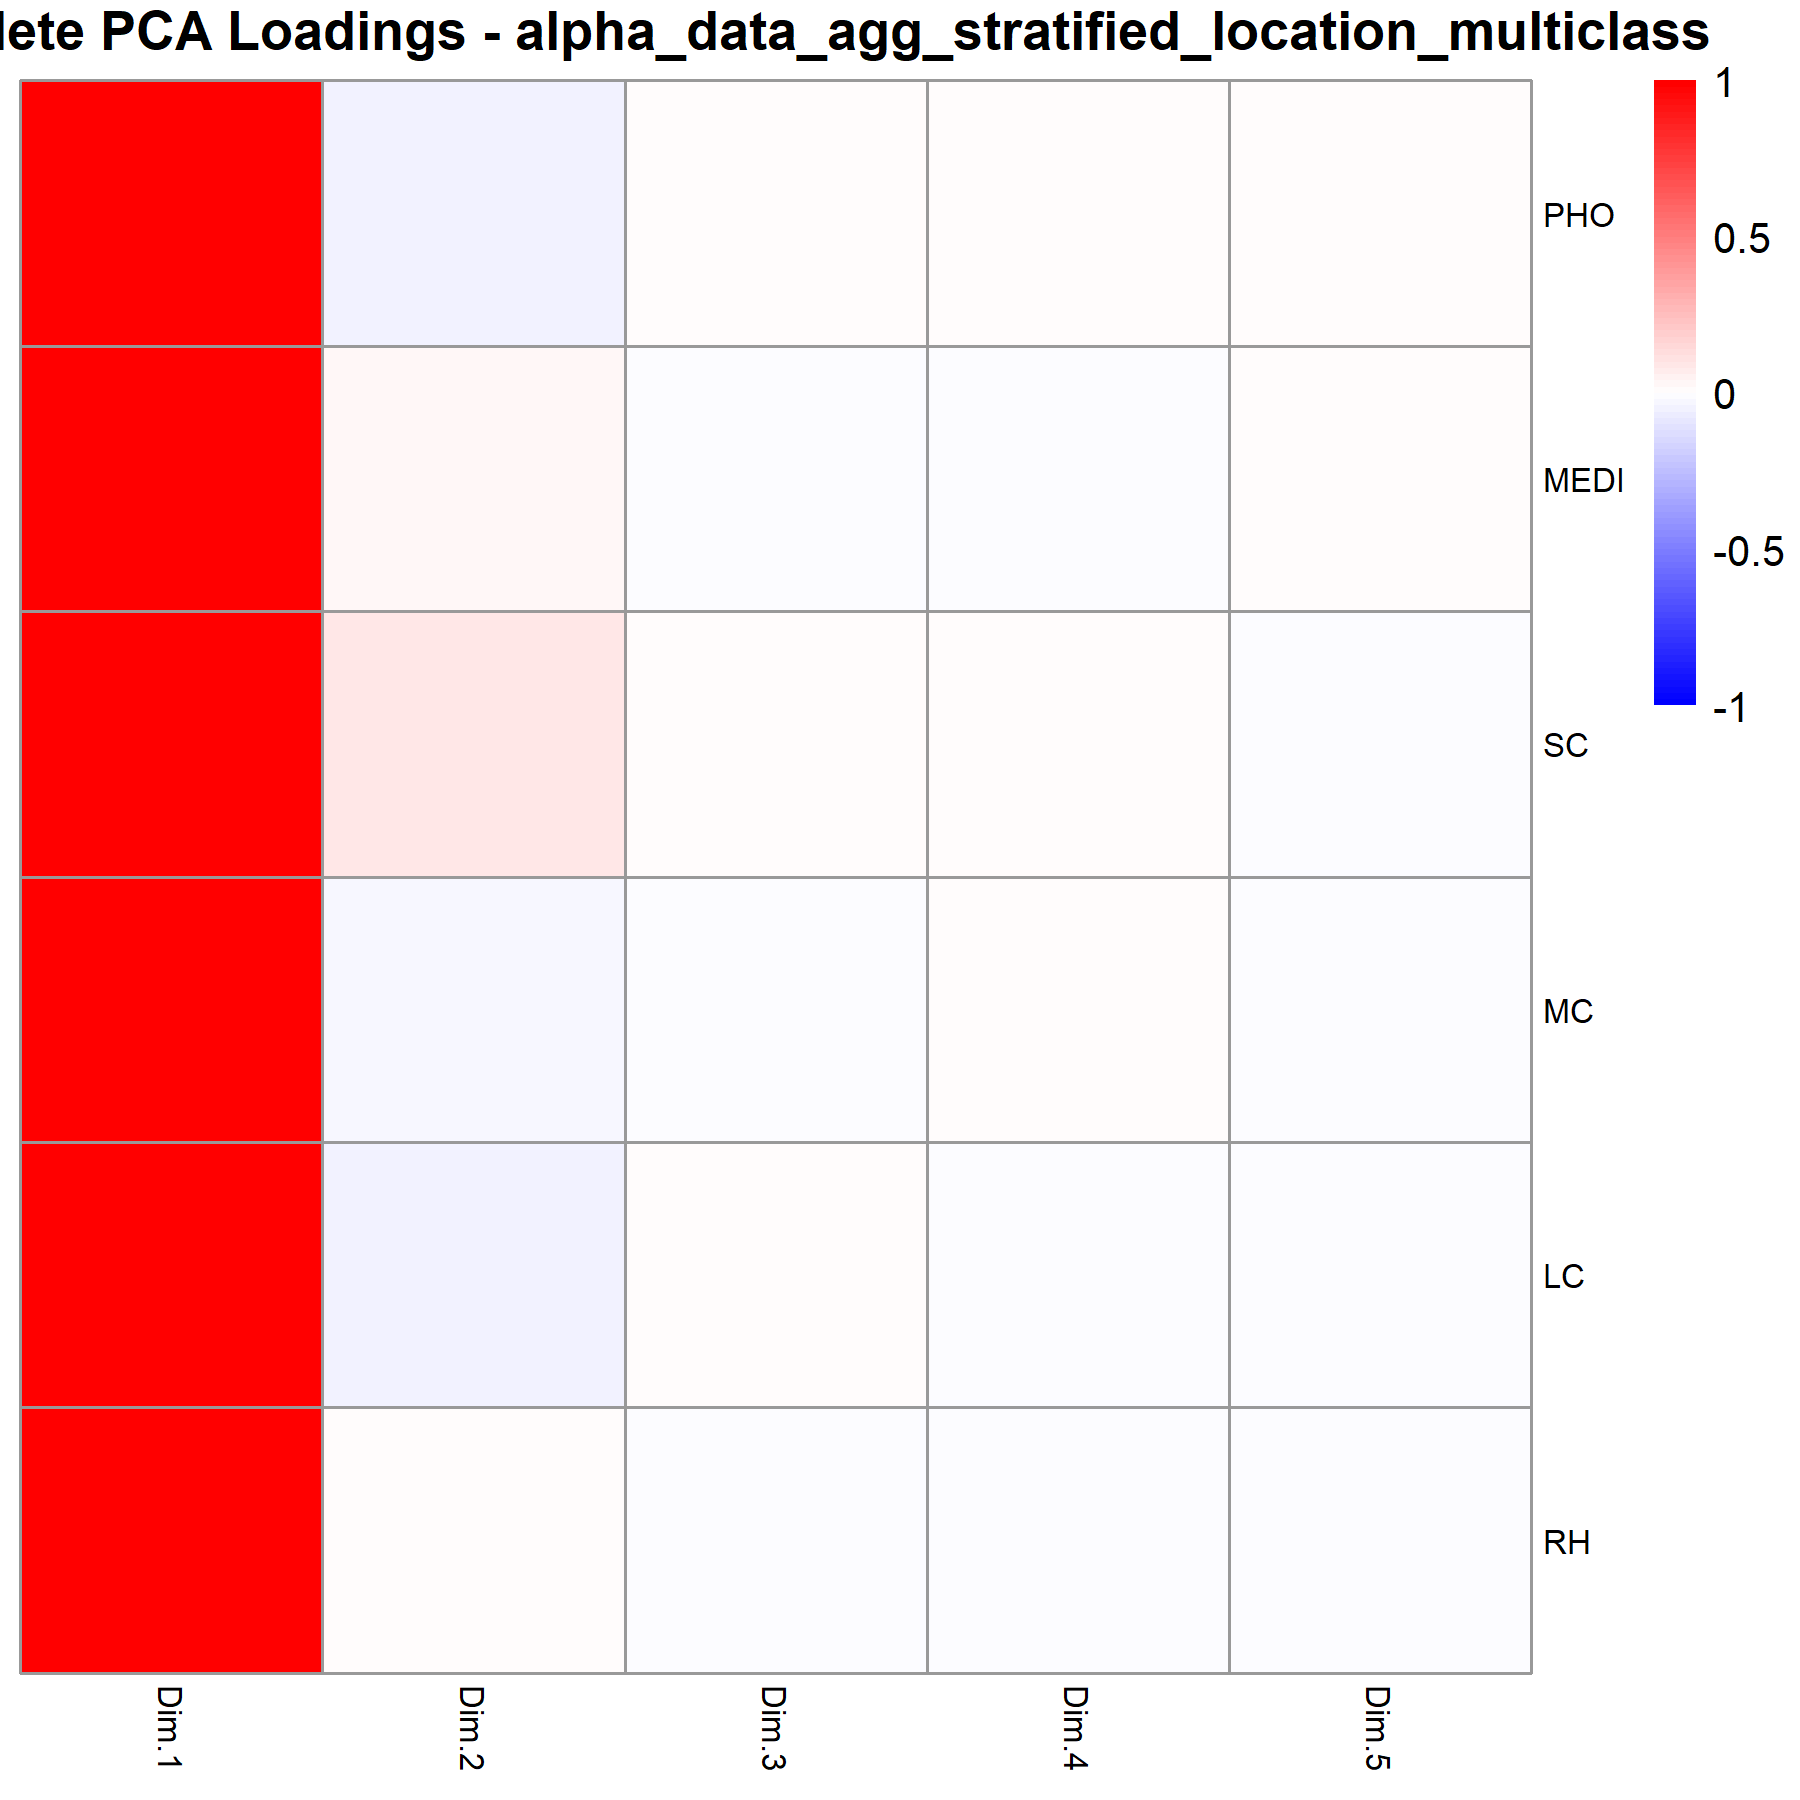 lete PCA Loadings - alpha_data_agg_stratified_location_multiclass
1
0.5
0
-0.5
-1
PHO
MEDI
SC
MC
LC
RH
Dim.1
Dim.2
Dim.3
Dim.4
Dim.5